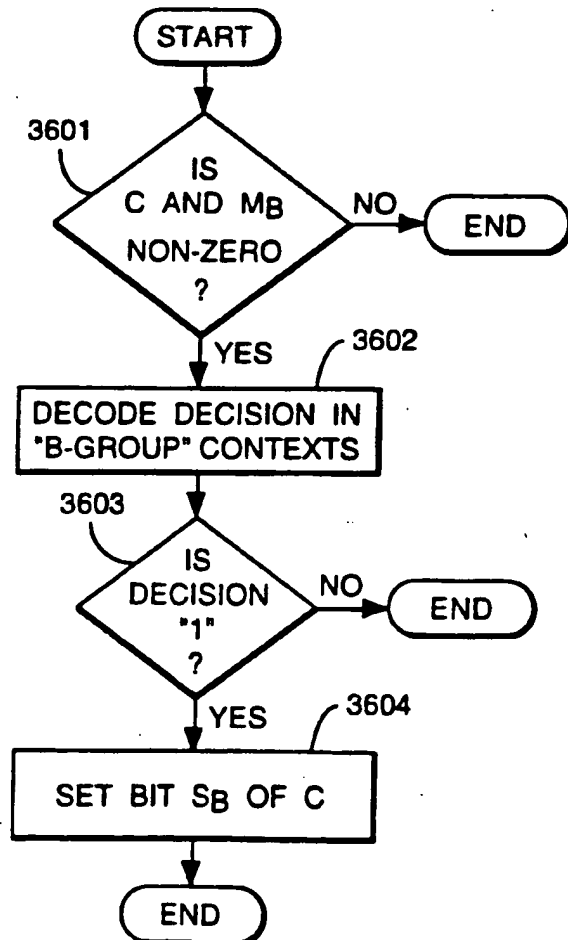 START
3601
IS
C AND MB
NON-ZERO
?
NO
END
YES
3602
DECODE DECISION IN
"B-GROUP" CONTEXTS
3603
IS
DECISION
"1"
?
NO
END
YES
3604
SET BIT SB OF C
END